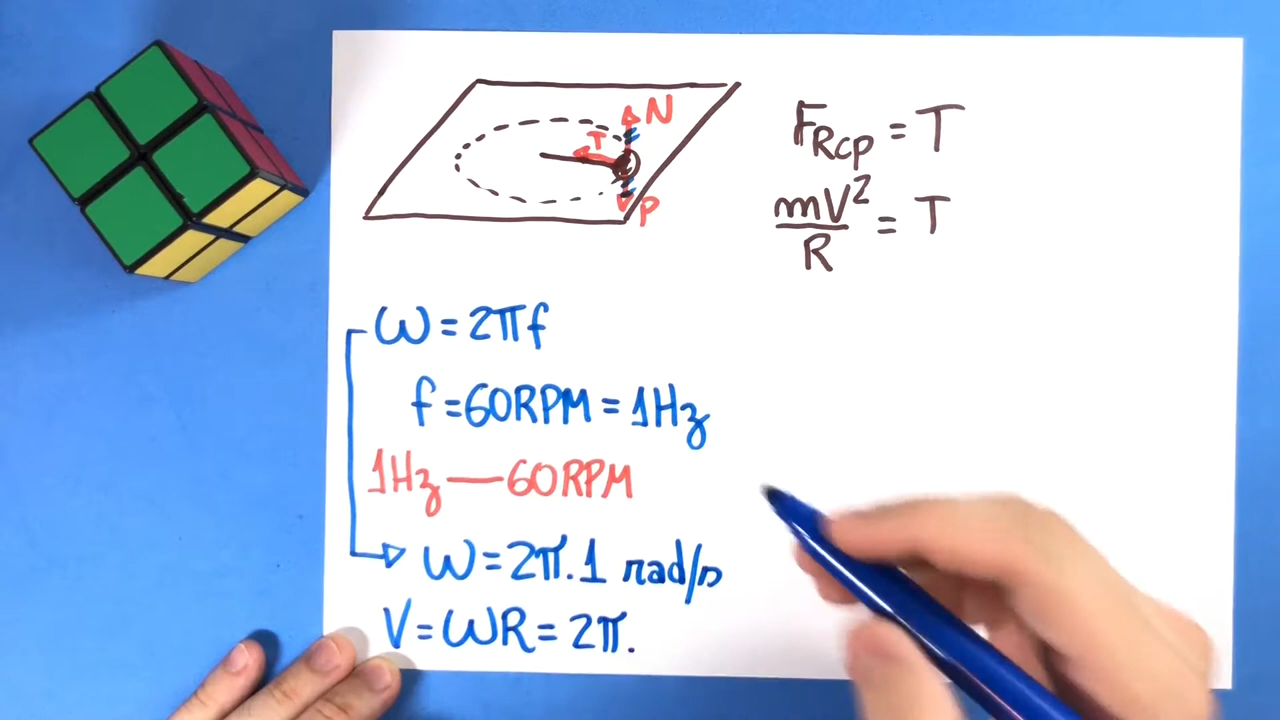 N
T
P
F_RCP = T
mV²/R = T
ω = 2πf
f = 60RPM = 1Hz
1Hz — 60RPM
ω = 2π.1 rad/s
V = ωR = 2π.